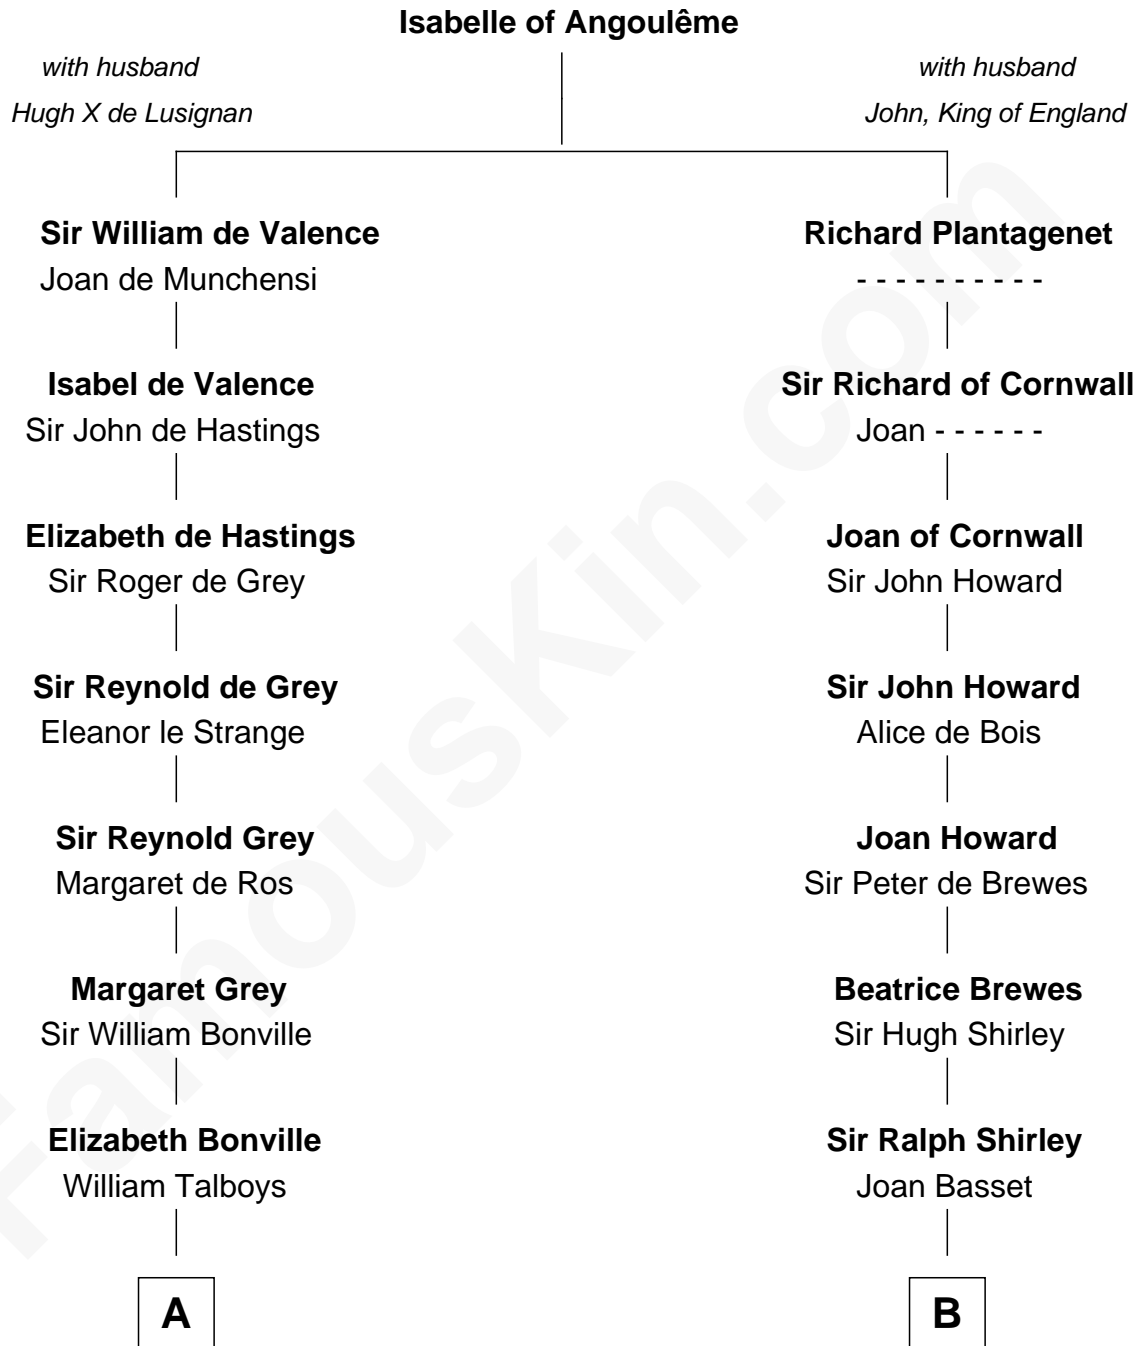 Isabelle of Angoulême
with husband
Hugh X de Lusignan
with husband
John, King of England
Sir William de Valence
Joan de Munchensi
Richard Plantagenet
- - - - - - - - - -
Isabel de Valence
Sir John de Hastings
Sir Richard of Cornwall
Joan - - - - - -
Elizabeth de Hastings
Sir Roger de Grey
Joan of Cornwall
Sir John Howard
Sir Reynold de Grey
Eleanor le Strange
Sir John Howard
Alice de Bois
Sir Reynold Grey
Margaret de Ros
Joan Howard
Sir Peter de Brewes
Margaret Grey
Sir William Bonville
Beatrice Brewes
Sir Hugh Shirley
Elizabeth Bonville
William Talboys
Sir Ralph Shirley
Joan Basset
A
B
FamousKin.com